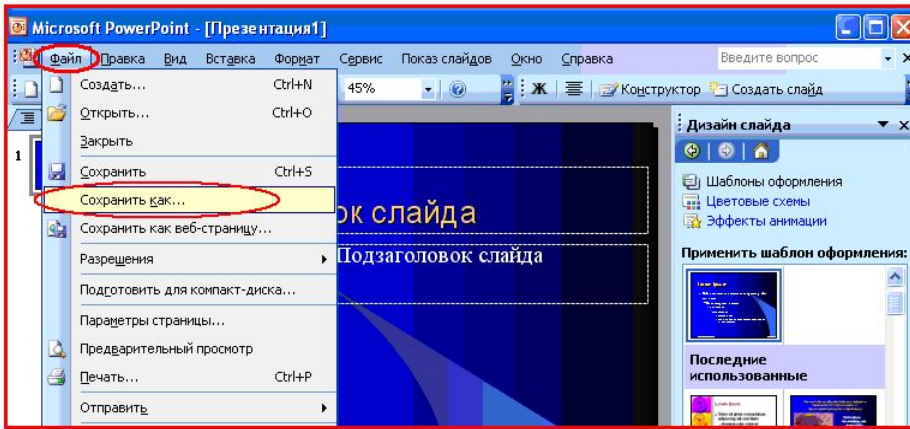 Microsoft PowerPoint - [Презентация1]
Файл Правка Вид Вставка Формат Сервис Показ слайдов Окно Справка Введите вопрос
45% Ж Конструктор Создать слайд
Создать... Ctrl+N
Открыть... Ctrl+O
Закрыть
Сохранить Ctrl+S
Сохранить как...
Сохранить как веб-страницу...
Разрешения
Подготовить для компакт-диска...
Параметры страницы...
Предварительный просмотр
Печать... Ctrl+P
Отправить
1
ок слайда
Подзаголовок слайда
Дизайн слайда
Шаблоны оформления
Цветовые схемы
Эффекты анимации
Применить шаблон оформления:
Последние
использованные